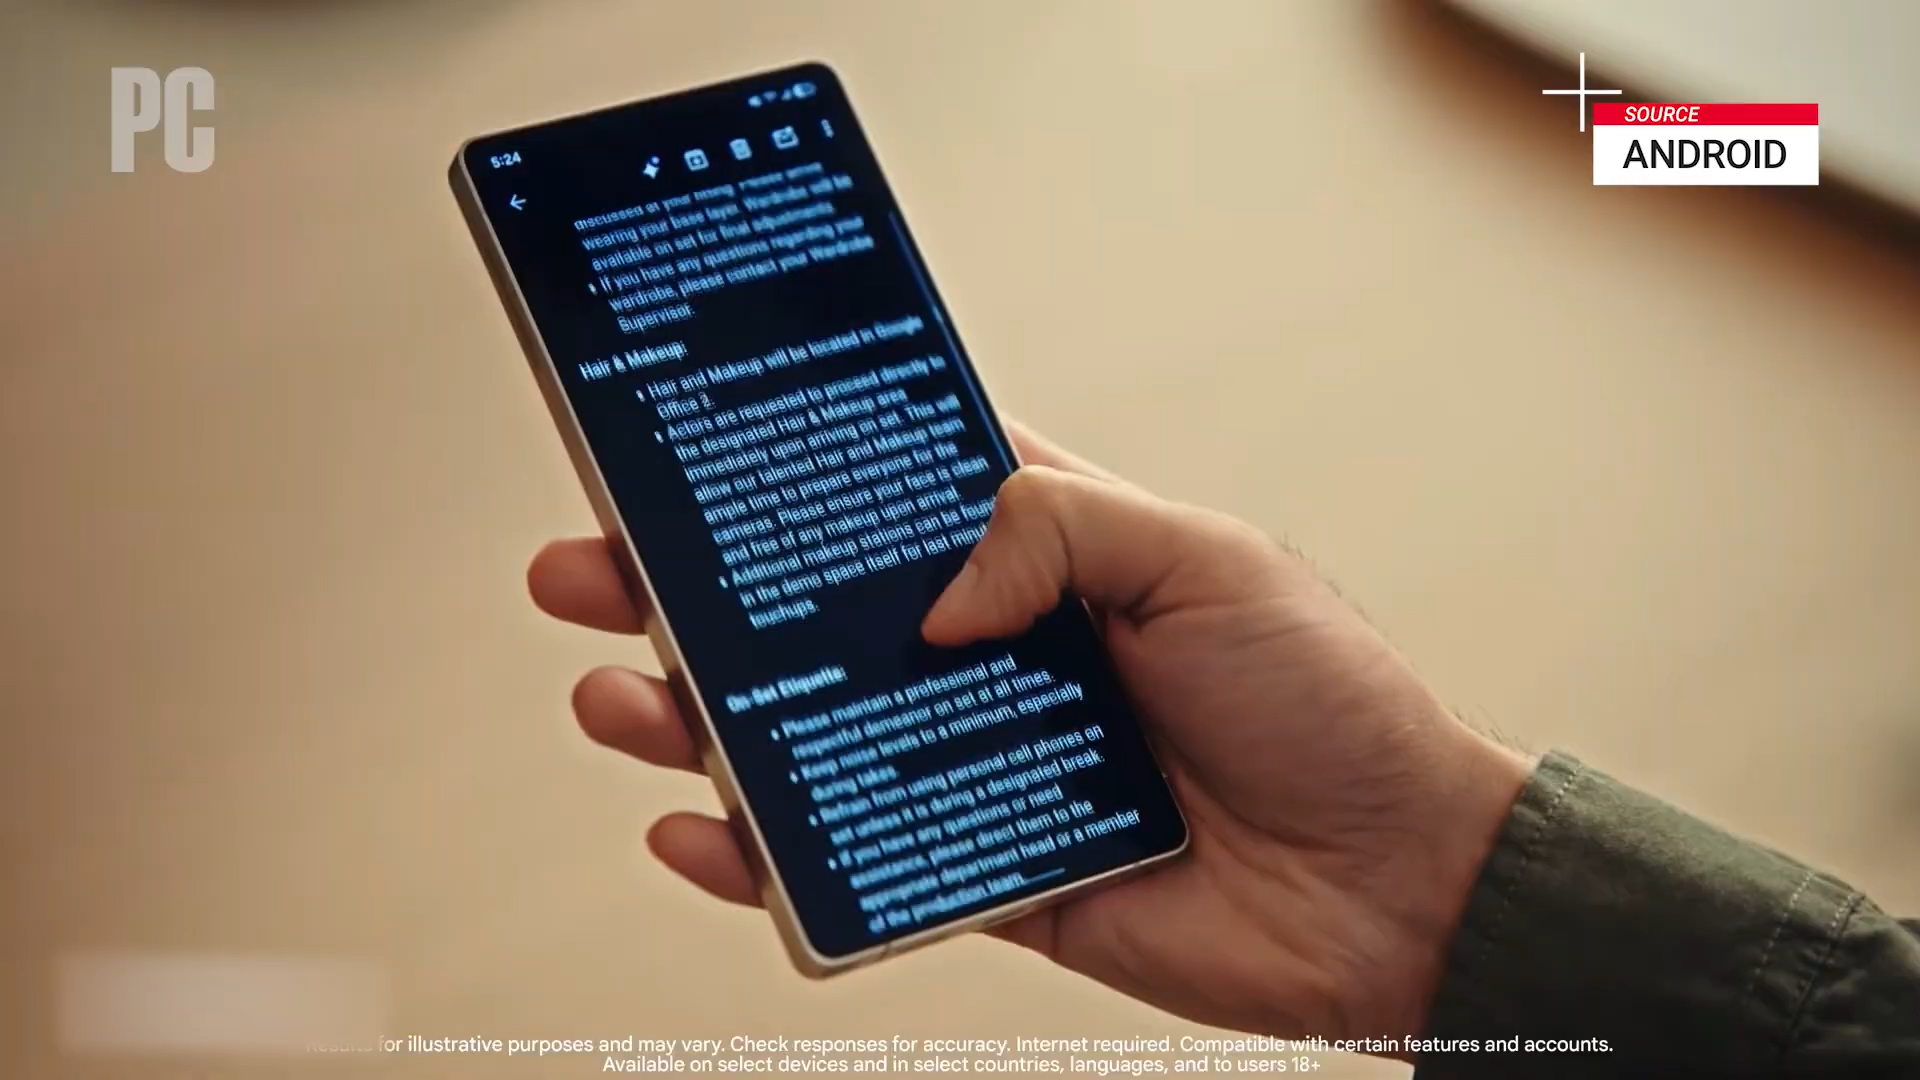 PC
SOURCE
ANDROID
5:24
discussed at your fitting. Please arrive
wearing your base layer. Wardrobe will be
available on set for final adjustments.
If you have any questions regarding your
wardrobe, please contact your Wardrobe
Supervisor.
Hair & Makeup:
Hair and Makeup will be located in Google
Office
Actors are requested to proceed directly to
the designated Hair & Makeup area
immediately upon arriving on set. This will
allow our talented Hair and Makeup team
ample time to prepare everyone for the
cameras. Please ensure your face is clean
and free of any makeup upon arrival.
Additional makeup stations can be found
in the demo space itself for last
touchups.
On-Set Etiquette:
Please maintain a professional and
respectful demeanor on set at all times.
Keep voice levels to a minimum, especially
during takes.
Refrain from using personal cell phones on
set unless it is during a designated break.
If you have any questions or need
assistance, please direct them to the
appropriate department head or a member
of the production team.
for illustrative purposes and may vary. Check responses for accuracy. Internet required. Compatible with certain features and accounts.
Available on select devices and in select countries, languages, and to users 18+